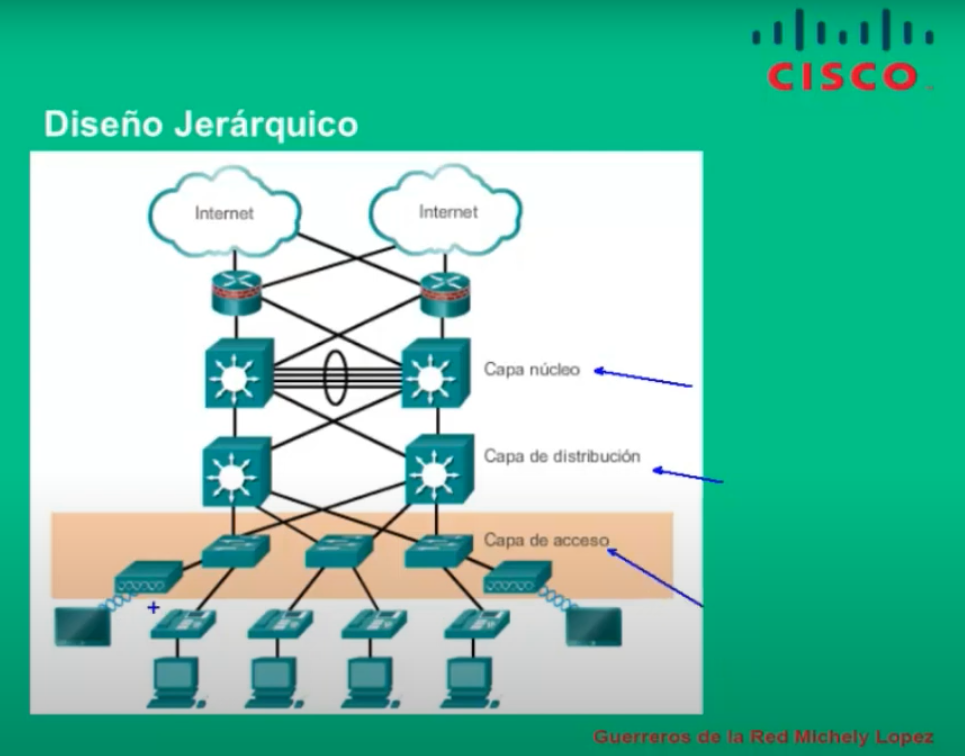 CISCO
Diseño Jerárquico
Internet
Internet
Capa núcleo
Capa de distribución
Capa de acceso
Guerreros de la Red Michely Lopez